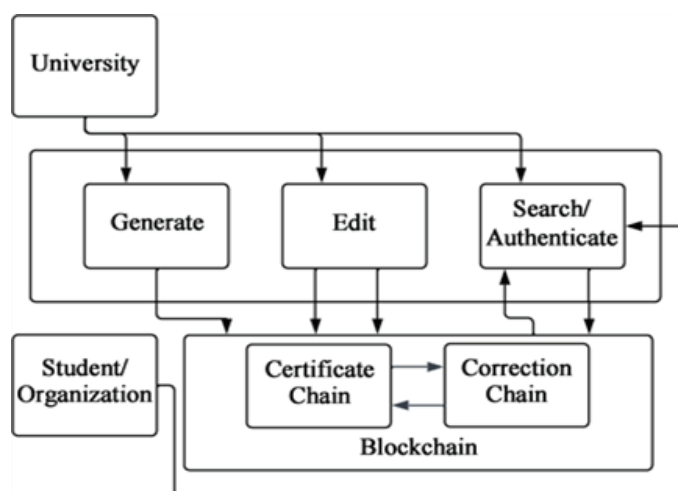 University
Generate
Edit
Search/
Authenticate
Student/
Organization
Certificate
Chain
Correction
Chain
Blockchain